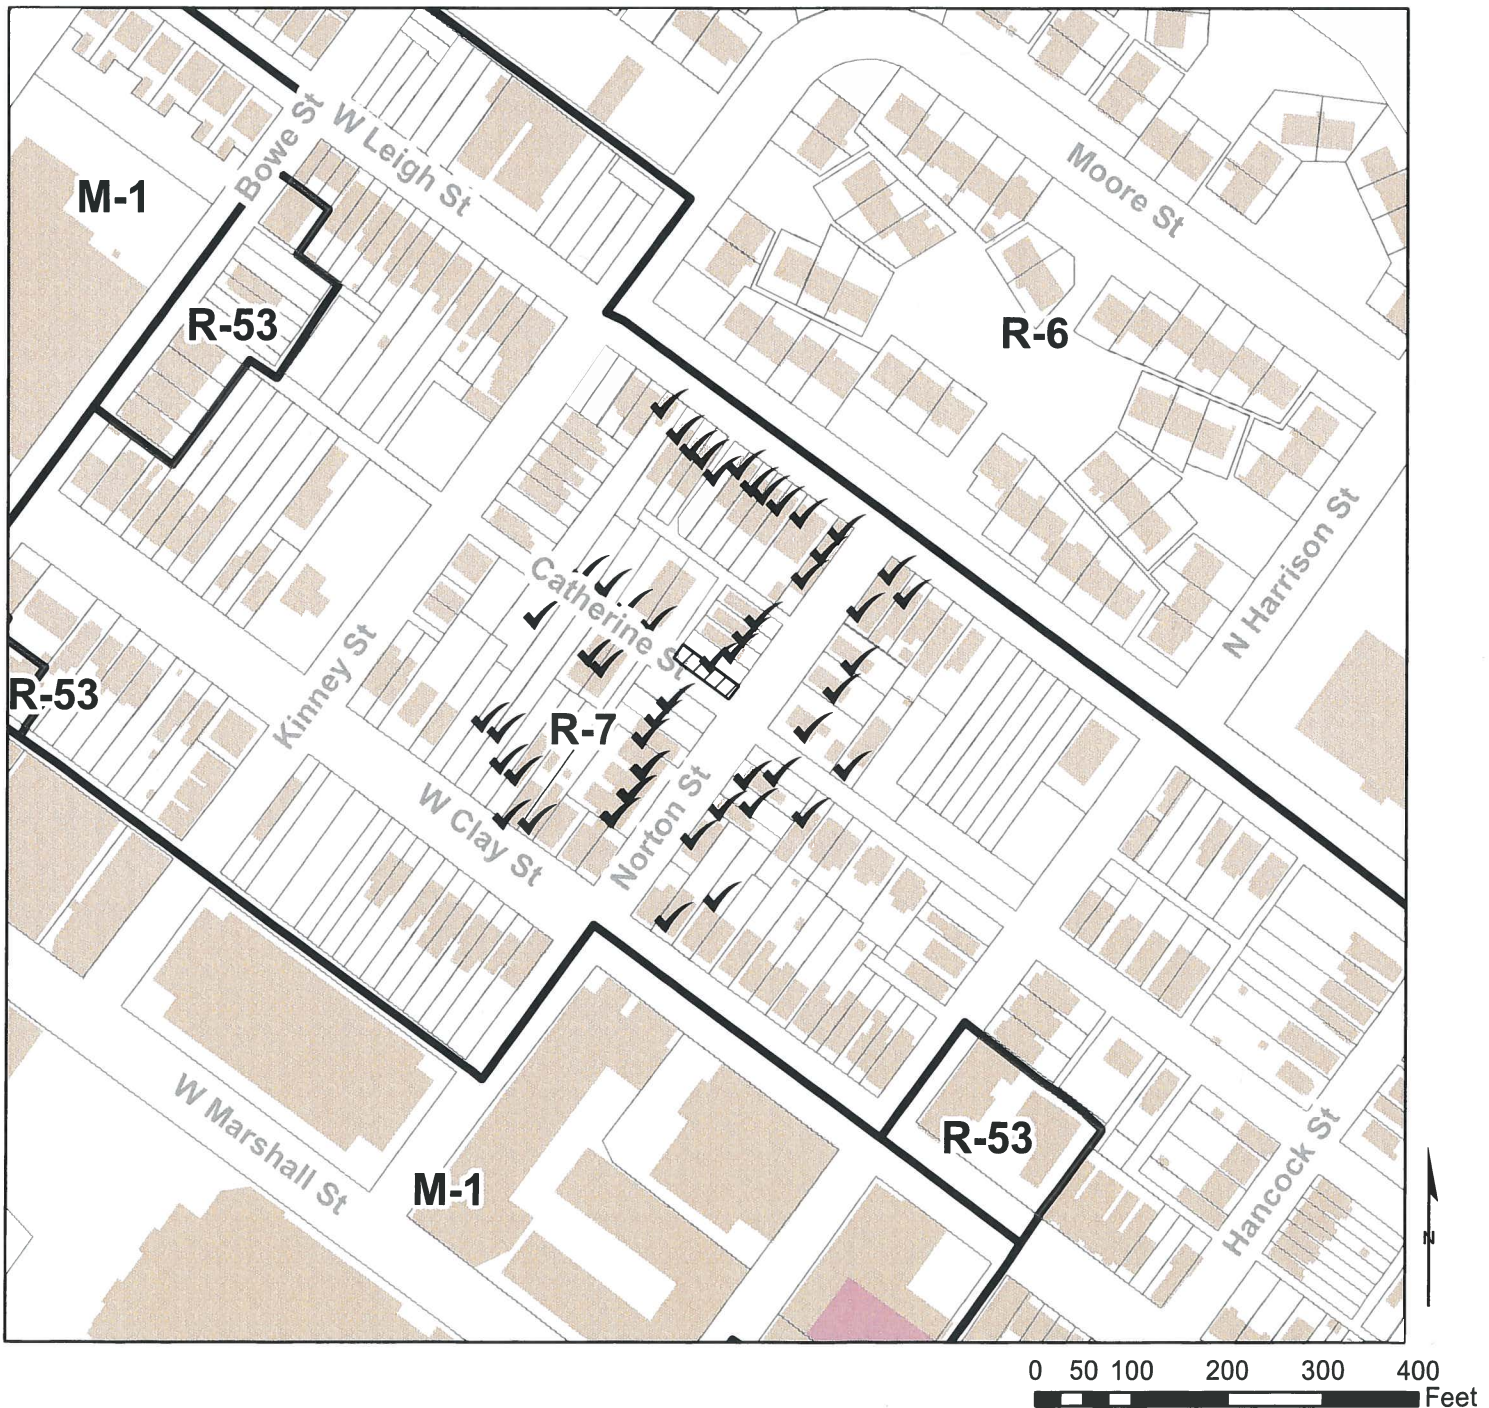 Bowe St
W Leigh St
Moore St
M-1
R-53
R-6
N Harrison St
Catherine St
Kinney St
R-53
R-7
Norton St
W Clay St
W Marshall St
M-1
R-53
Hancock St
N
0 50 100 200 300 400
Feet